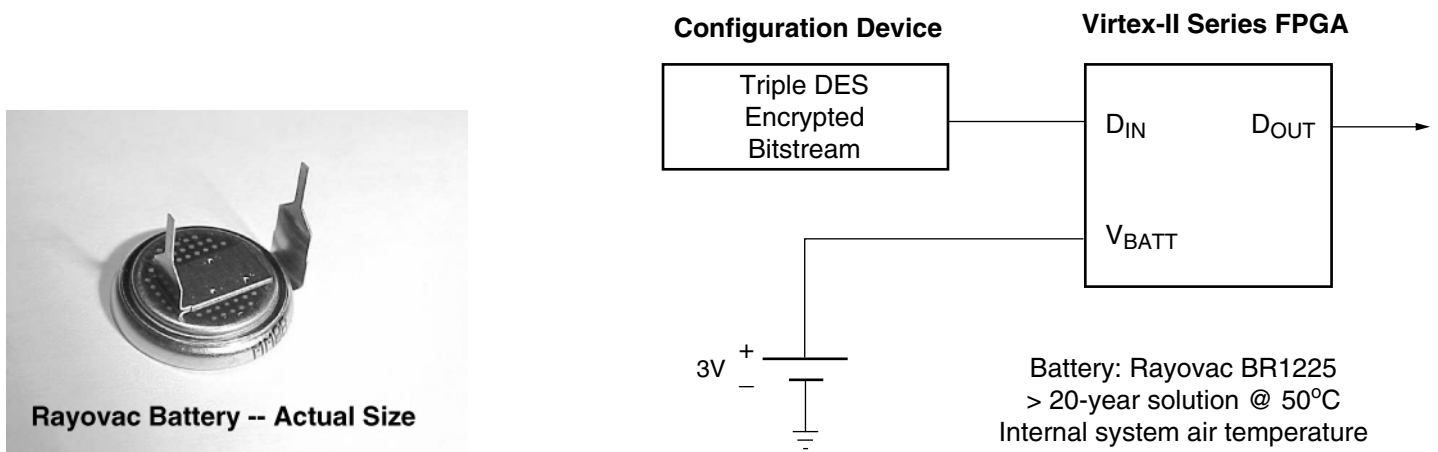 Configuration Device
Virtex-II Series FPGA
Triple DES
Encrypted
Bitstream
DIN
DOUT
VBATT
3V
+
–
Battery: Rayovac BR1225
> 20-year solution @ 50oC
Internal system air temperature
Rayovac Battery -- Actual Size